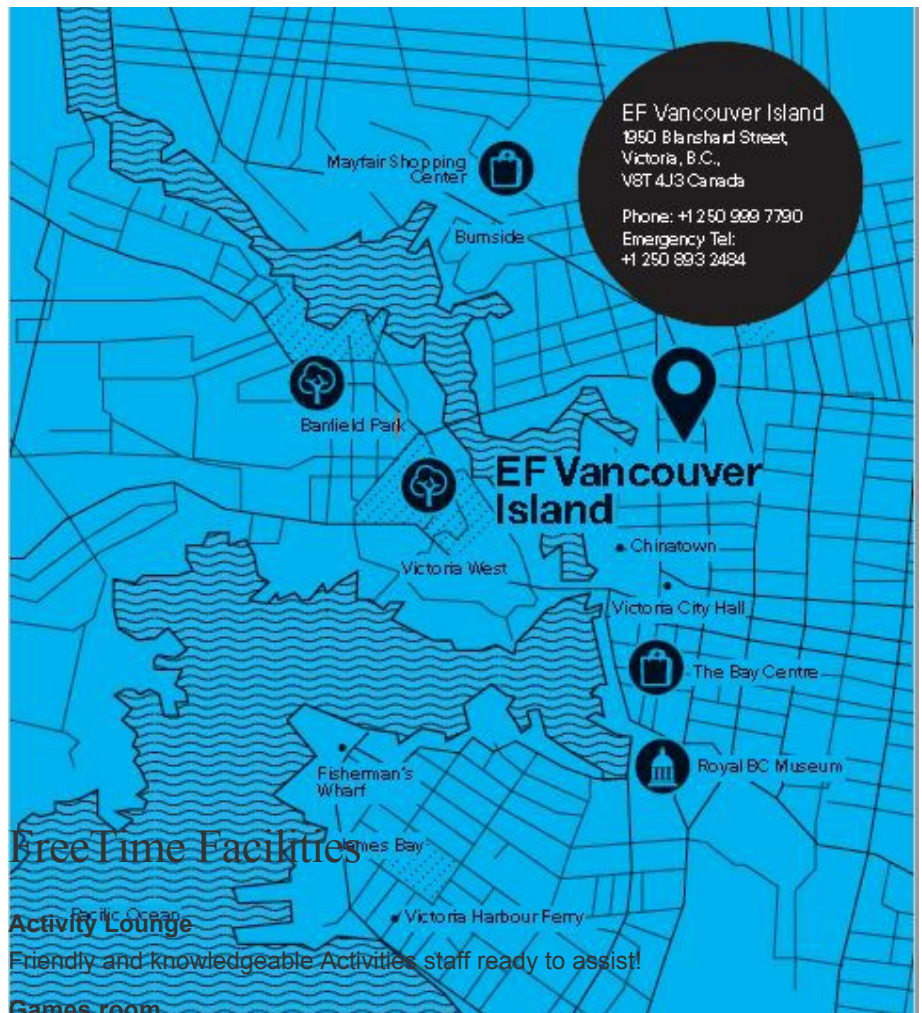 EF Vancouver Island
1950 Blanshard Street,
Victoria, B.C.,
V8T 4J3 Canada
Phone: +1 250 999 7790
Emergency Tel:
+1 250 893 2484
Mayfair Shopping
Center
Burnside
Banfield Park
EF Vancouver
Island
Chinatown
Victoria West
Victoria City Hall
The Bay Centre
Royal BC Museum
Fisherman's
Wharf
FreeTime Facilities
James Bay
Pacific Ocean
Activity Lounge
Victoria Harbour Ferry
Friendly and knowledgeable Activities staff ready to assist!
Games room